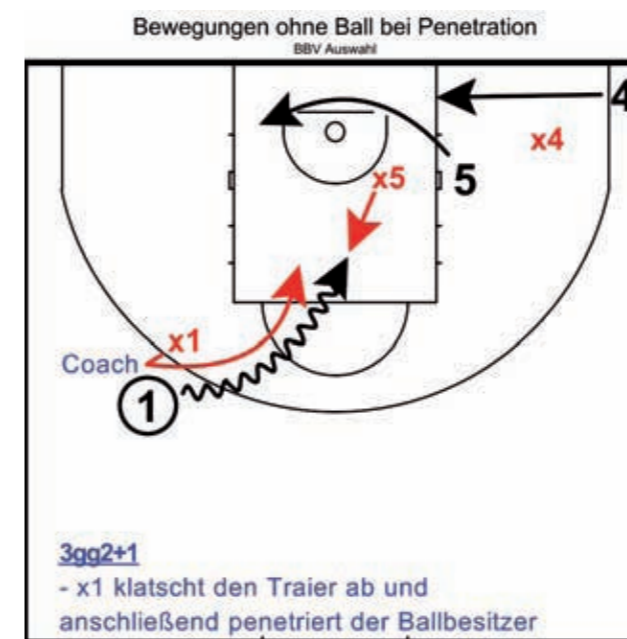 Bewegungen ohne Ball bei Penetration
BBV Auswahl
4
x4
x5
5
x1
Coach
1
3gg2+1
- x1 klatscht den Traier ab und
anschließend penetriert der Ballbesitzer